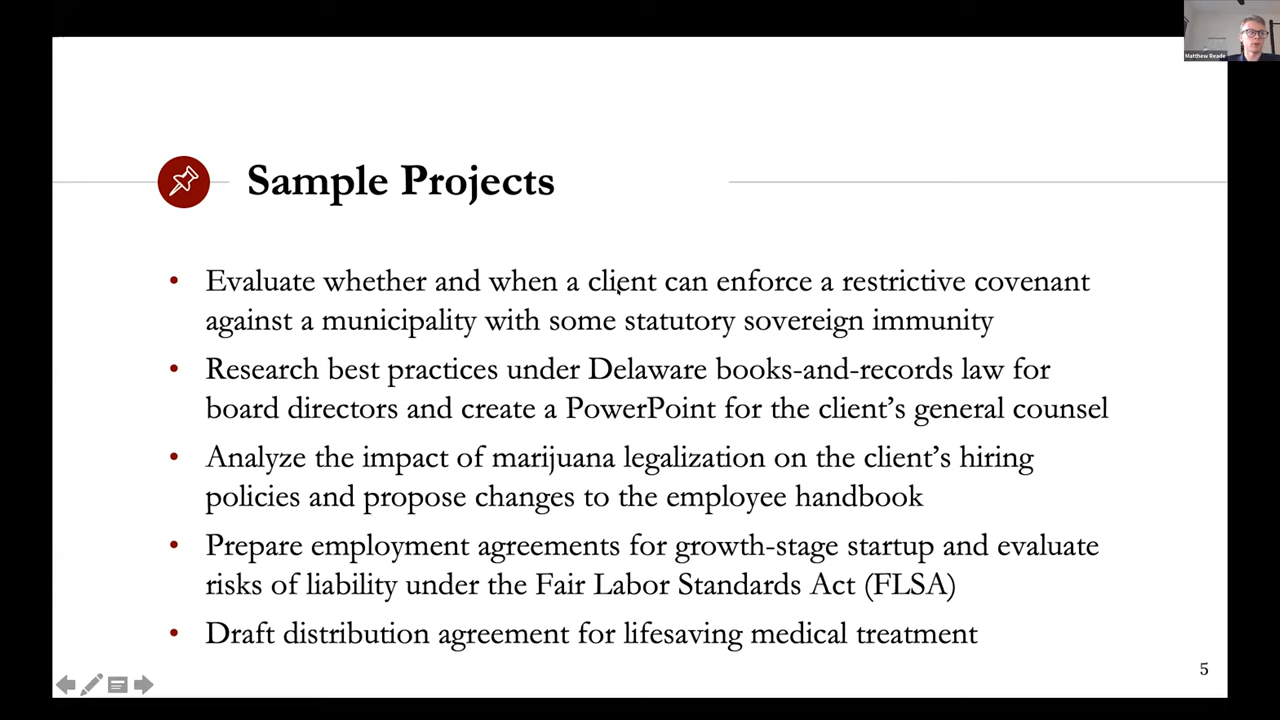 Matthew Reade
Sample Projects
• Evaluate whether and when a client can enforce a restrictive covenant
against a municipality with some statutory sovereign immunity
• Research best practices under Delaware books-and-records law for
board directors and create a PowerPoint for the client’s general counsel
• Analyze the impact of marijuana legalization on the client’s hiring
policies and propose changes to the employee handbook
• Prepare employment agreements for growth-stage startup and evaluate
risks of liability under the Fair Labor Standards Act (FLSA)
• Draft distribution agreement for lifesaving medical treatment
5